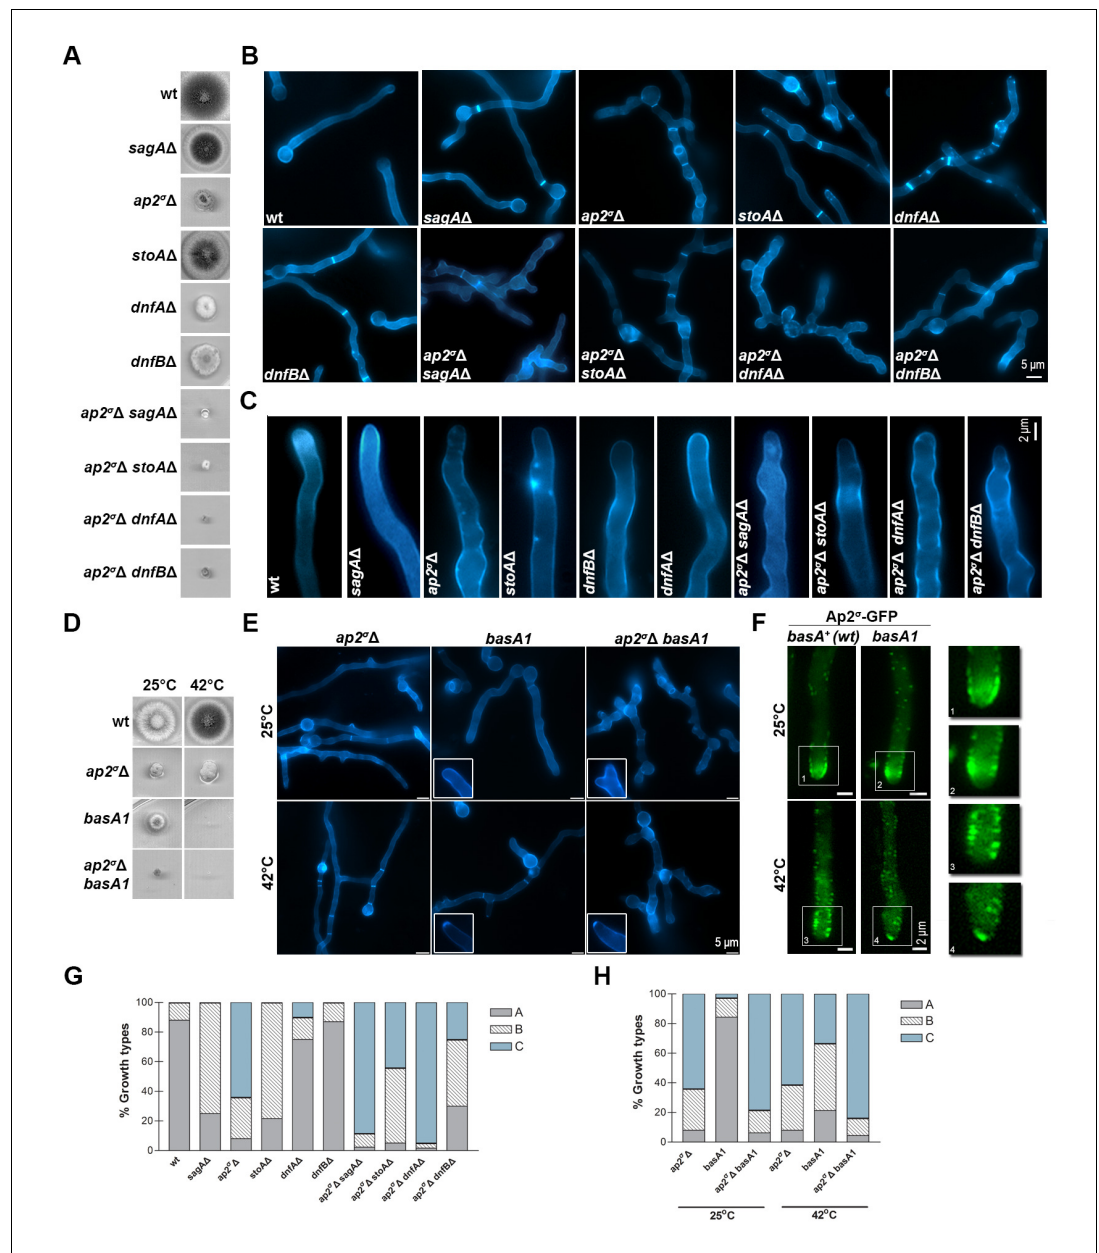 A
wt
sagAΔ
ap2σΔ
stoAΔ
dnfAΔ
dnfBΔ
ap2σΔ sagAΔ
ap2σΔ stoAΔ
ap2σΔ dnfAΔ
ap2σΔ dnfBΔ
B
wt
sagAΔ
ap2σΔ
stoAΔ
dnfAΔ
dnfBΔ
ap2σΔ
sagAΔ
ap2σΔ
stoAΔ
ap2σΔ
dnfAΔ
ap2σΔ
dnfBΔ
5 µm
C
wt
sagAΔ
ap2σΔ
stoAΔ
dnfBΔ
dnfAΔ
ap2σΔ sagAΔ
ap2σΔ stoAΔ
ap2σΔ dnfAΔ
ap2σΔ dnfBΔ
2 µm
D
25°C 42°C
wt
ap2σΔ
basA1
ap2σΔ
basA1
E
ap2σΔ basA1 ap2σΔ basA1
25°C
42°C
5 µm
F
Ap2σ-GFP
basA+ (wt) basA1
25°C
1
2
42°C
3
4
2 µm
1
2
3
4
G
% Growth types
100
80
60
40
20
0
wt
sagAΔ
ap2σΔ
stoAΔ
dnfAΔ
dnfBΔ
ap2σΔ sagAΔ
ap2σΔ stoAΔ
ap2σΔ dnfAΔ
ap2σΔ dnfBΔ
A
B
C
H
% Growth types
100
80
60
40
20
0
ap2σΔ
basA1
ap2σΔ basA1
ap2σΔ
basA1
ap2σΔ basA1
25°C
42°C
A
B
C